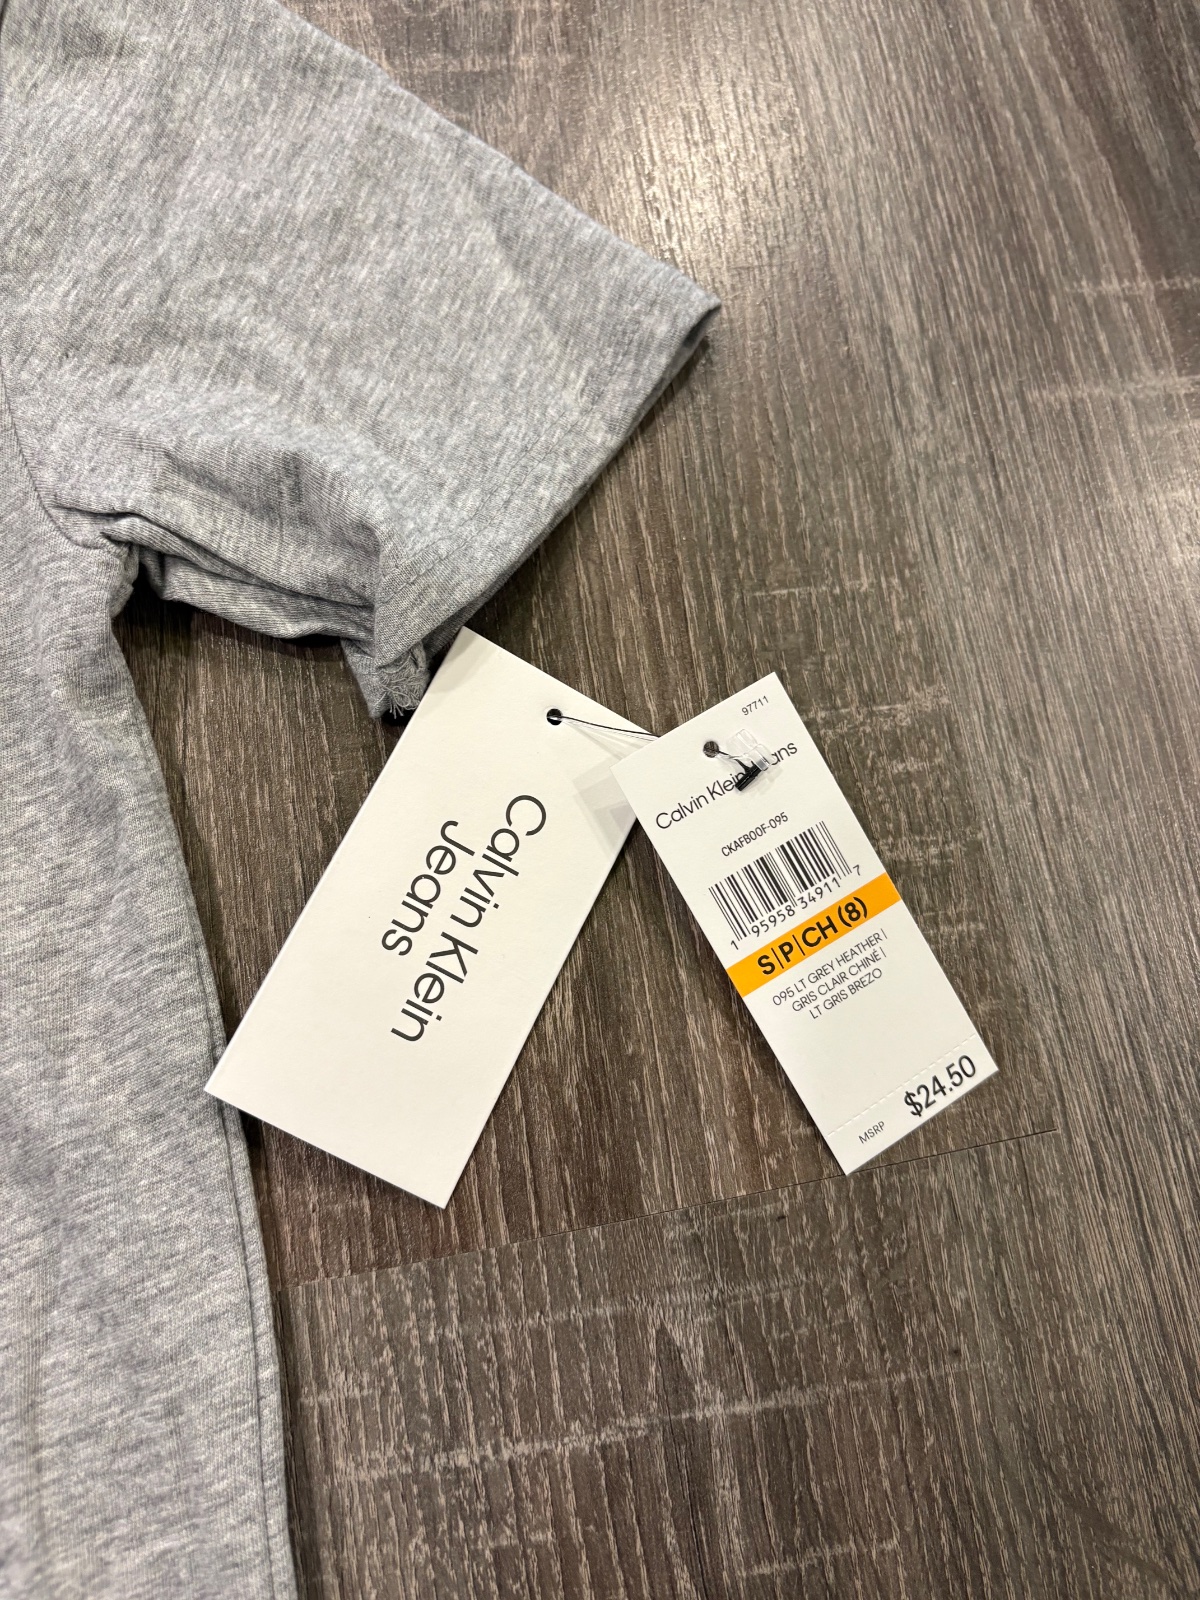 Calvin Klein
Jeans
97711
Calvin Klein Jeans
CKAFB00F-095
1 95958 34911 7
S|P|CH (8)
095 LT GREY HEATHER |
GRIS CLAIR CHINÉ |
LT GRIS BREZO
MSRP $24.50